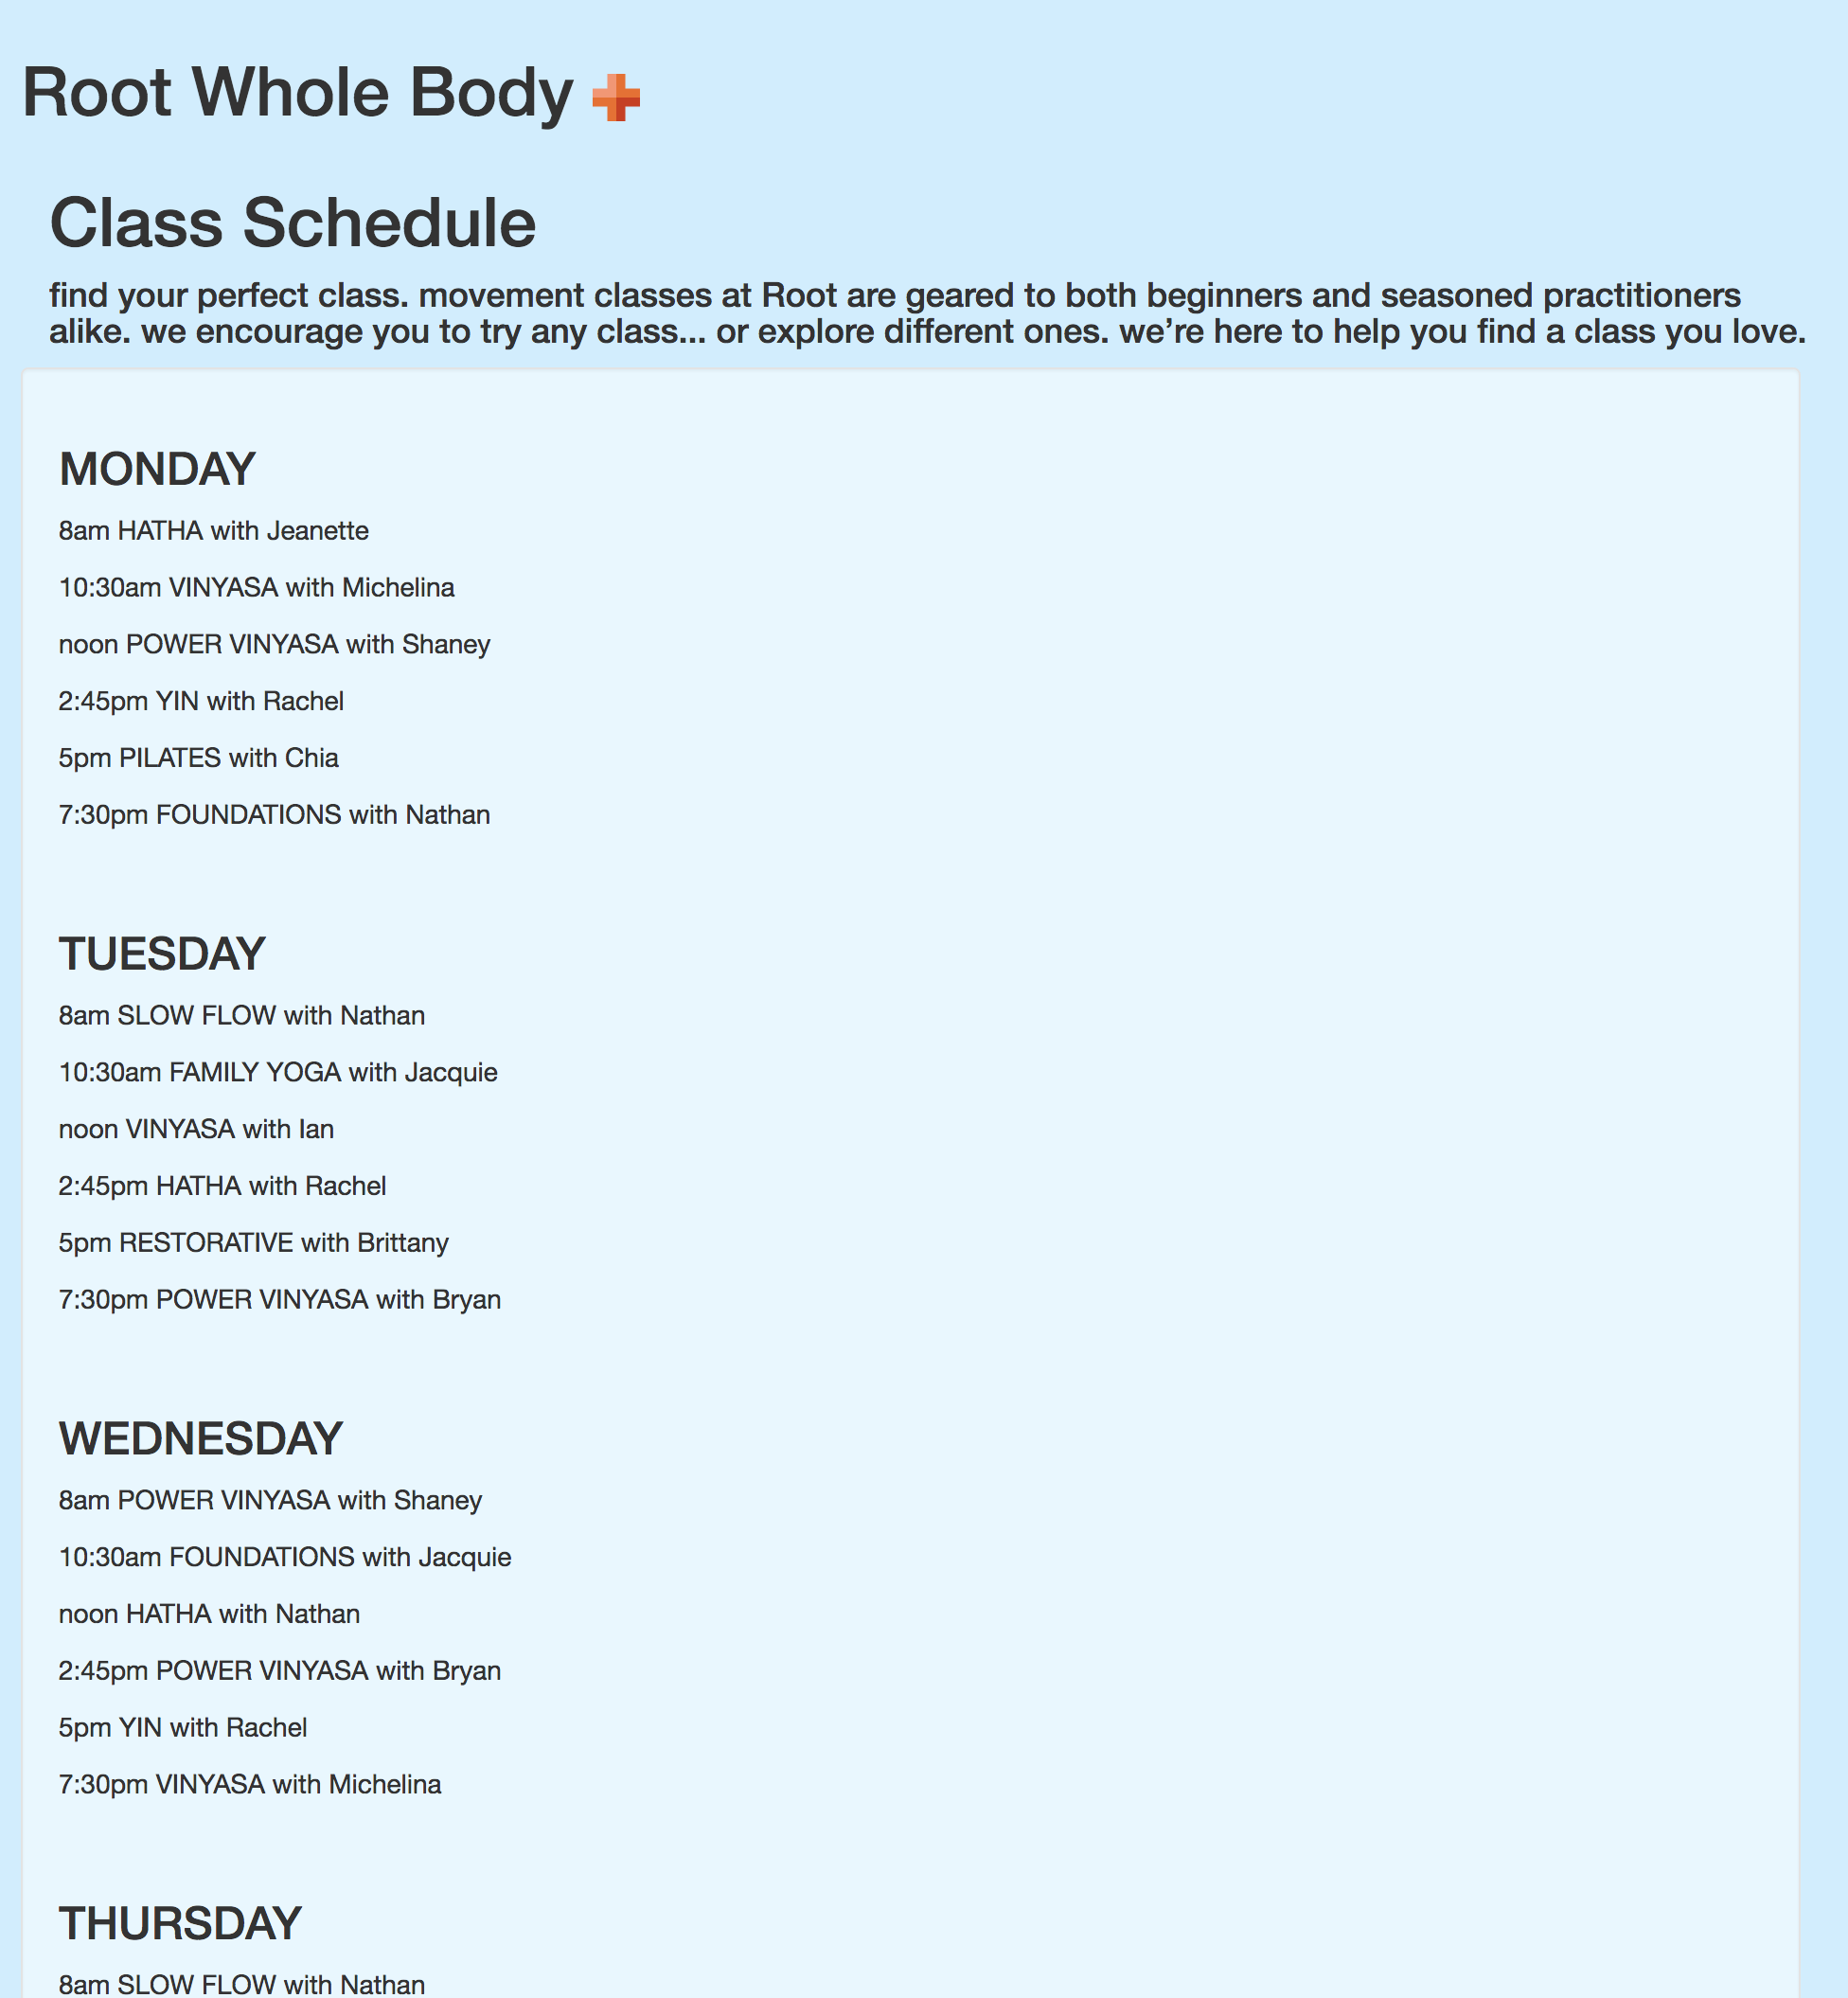 Root Whole Body
Class Schedule
find your perfect class. movement classes at Root are geared to both beginners and seasoned practitioners
alike. we encourage you to try any class... or explore different ones. we’re here to help you find a class you love.
MONDAY
8am HATHA with Jeanette
10:30am VINYASA with Michelina
noon POWER VINYASA with Shaney
2:45pm YIN with Rachel
5pm PILATES with Chia
7:30pm FOUNDATIONS with Nathan
TUESDAY
8am SLOW FLOW with Nathan
10:30am FAMILY YOGA with Jacquie
noon VINYASA with Ian
2:45pm HATHA with Rachel
5pm RESTORATIVE with Brittany
7:30pm POWER VINYASA with Bryan
WEDNESDAY
8am POWER VINYASA with Shaney
10:30am FOUNDATIONS with Jacquie
noon HATHA with Nathan
2:45pm POWER VINYASA with Bryan
5pm YIN with Rachel
7:30pm VINYASA with Michelina
THURSDAY
8am SLOW FLOW with Nathan